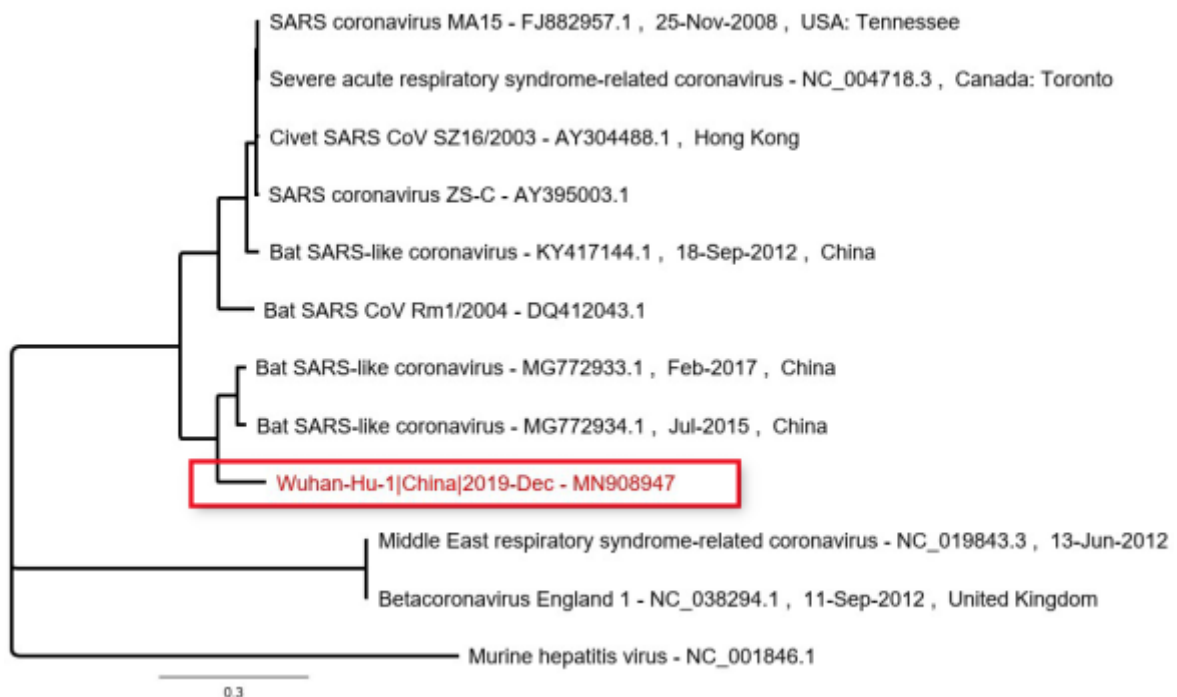 SARS coronavirus MA15 - FJ882957.1 , 25-Nov-2008 , USA: Tennessee
Severe acute respiratory syndrome-related coronavirus - NC_004718.3 , Canada: Toronto
Civet SARS CoV SZ16/2003 - AY304488.1 , Hong Kong
SARS coronavirus ZS-C - AY395003.1
Bat SARS-like coronavirus - KY417144.1 , 18-Sep-2012 , China
Bat SARS CoV Rm1/2004 - DQ412043.1
Bat SARS-like coronavirus - MG772933.1 , Feb-2017 , China
Bat SARS-like coronavirus - MG772934.1 , Jul-2015 , China
Wuhan-Hu-1|China|2019-Dec - MN908947
Middle East respiratory syndrome-related coronavirus - NC_019843.3 , 13-Jun-2012
Betacoronavirus England 1 - NC_038294.1 , 11-Sep-2012 , United Kingdom
Murine hepatitis virus - NC_001846.1
0.3